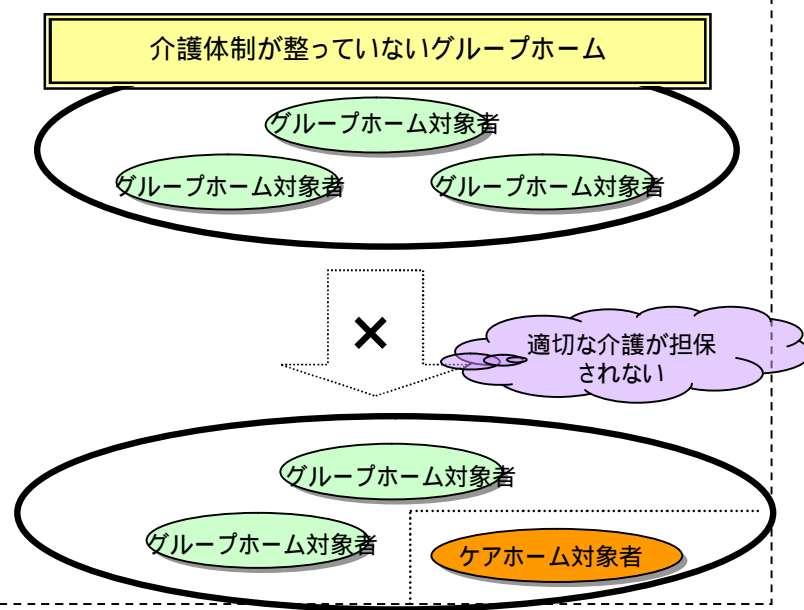 介護体制が整っていないグループホーム
グループホーム対象者
グループホーム対象者
グループホーム対象者
×
適切な介護が担保
されない
グループホーム対象者
グループホーム対象者
ケアホーム対象者